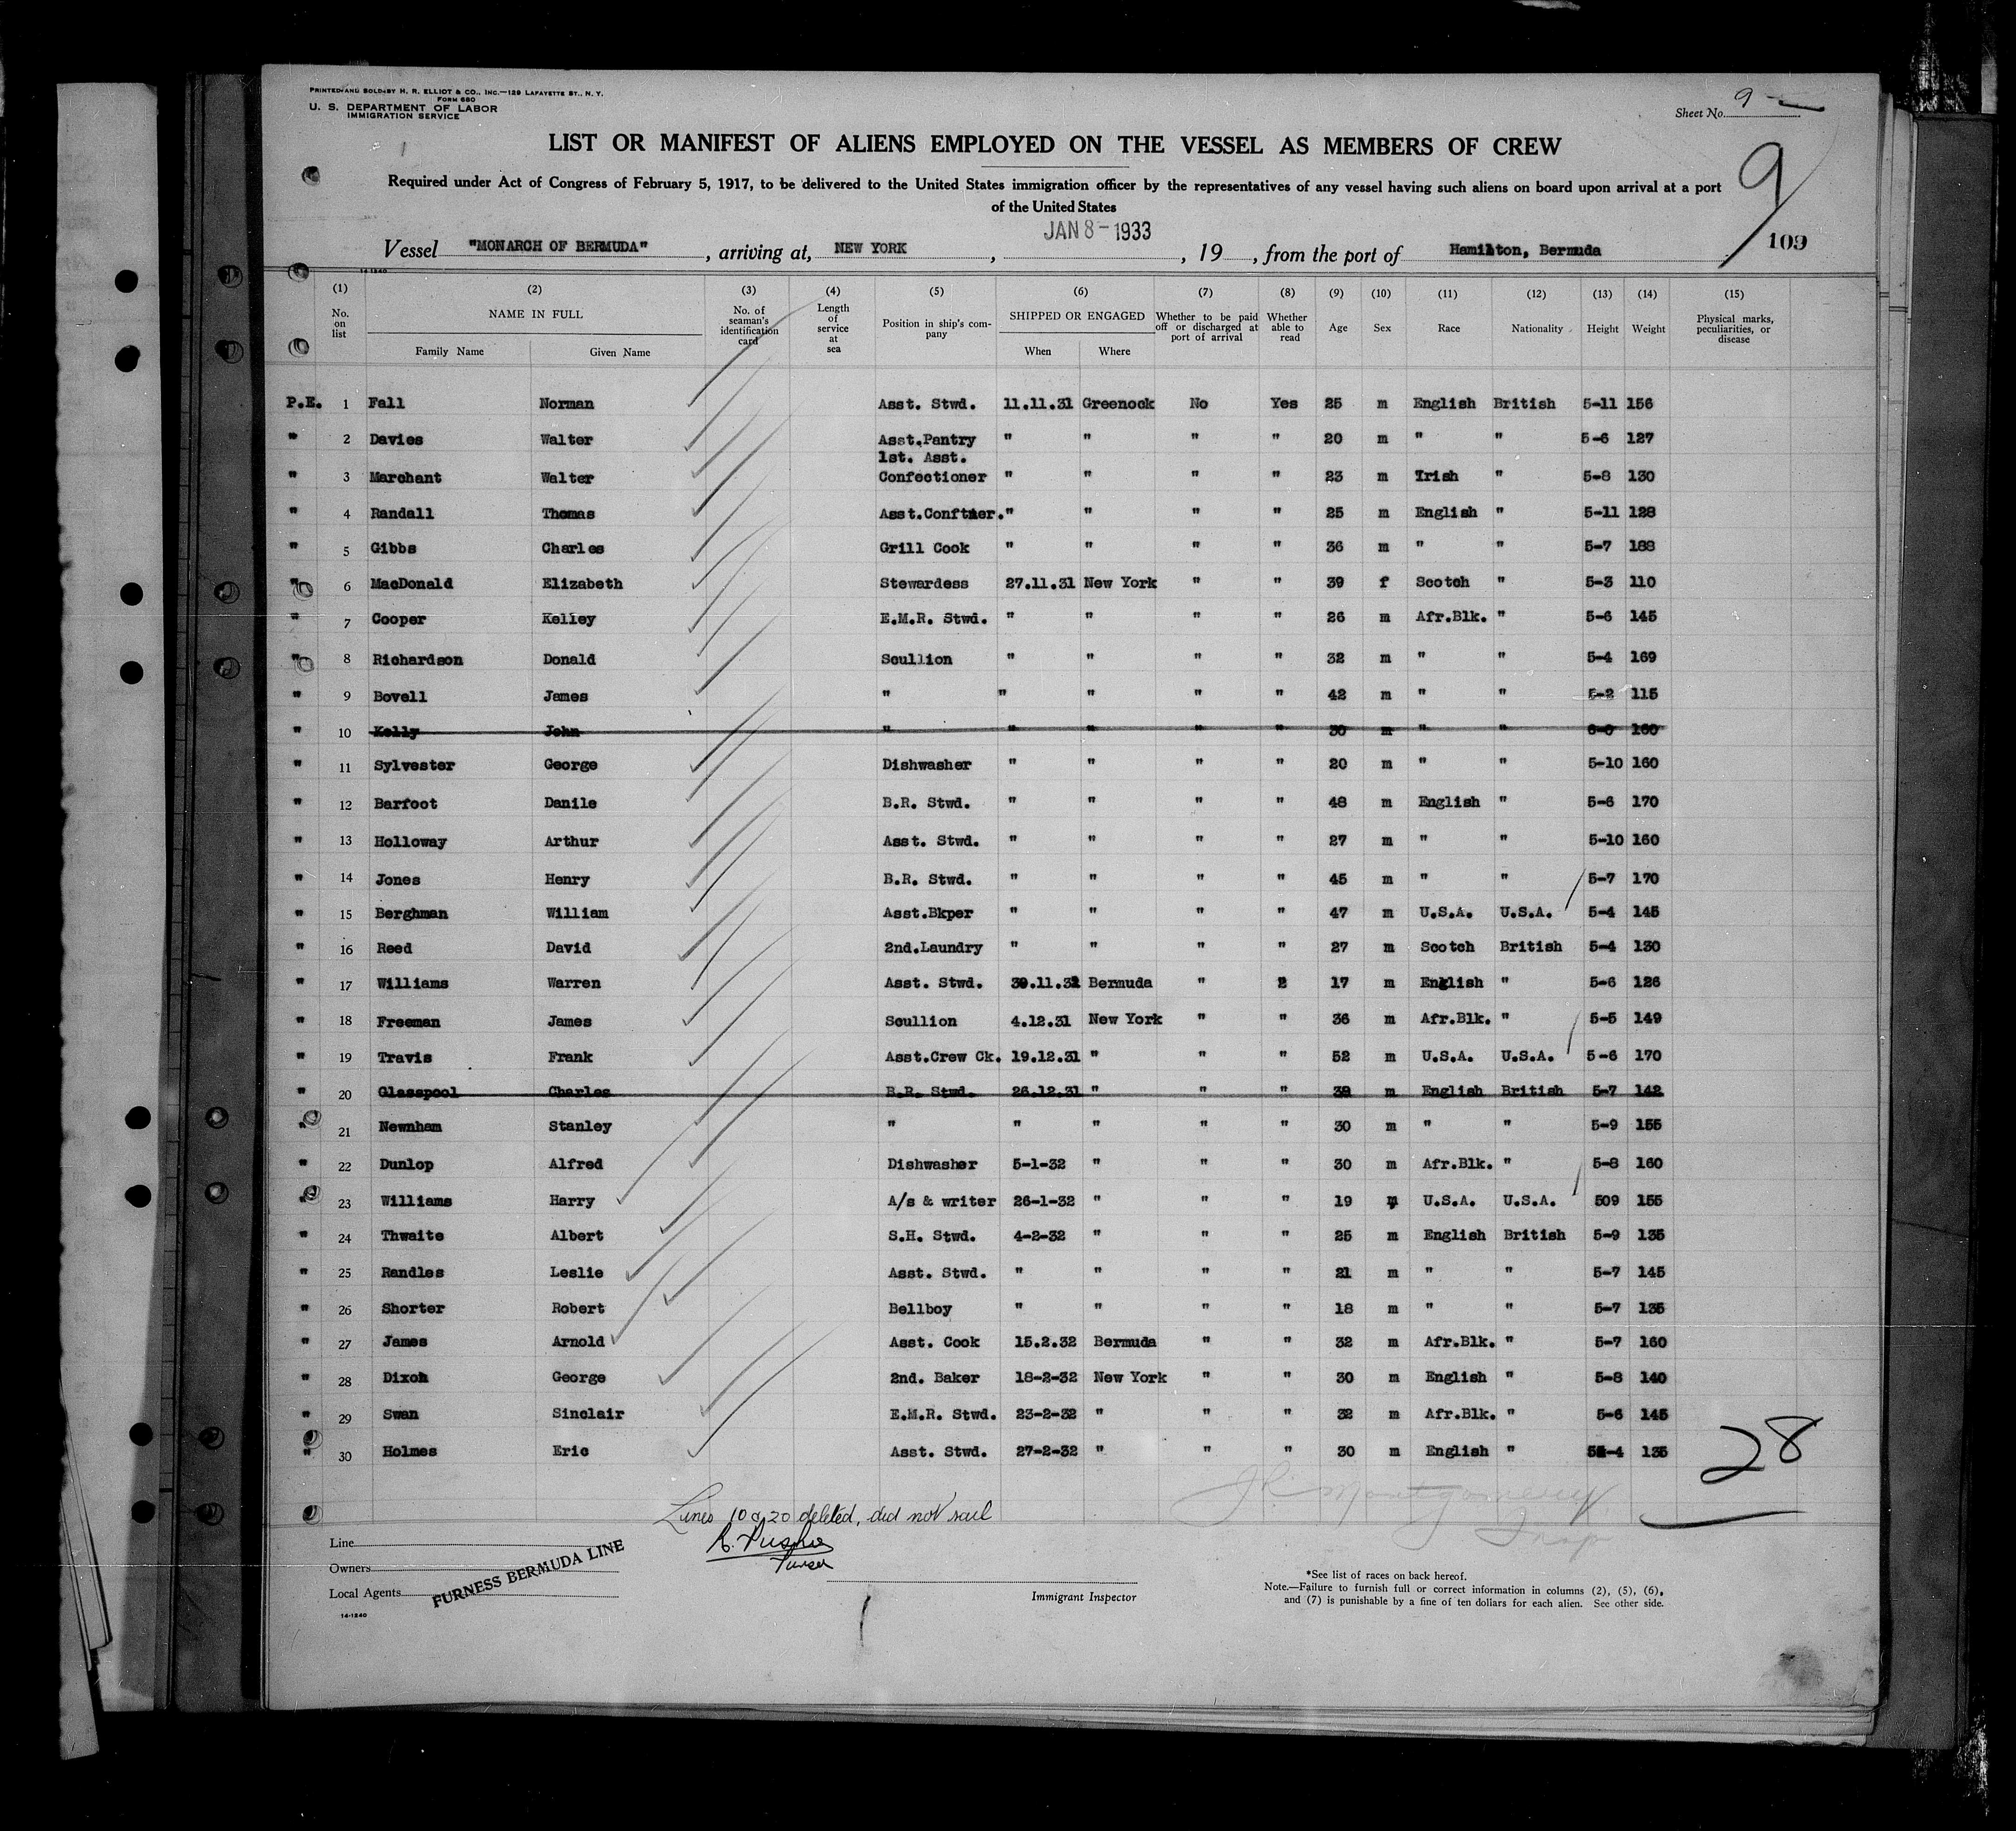 PRINTED AND SOLD BY H. R. ELLIOT & CO., INC.—129 LAFAYETTE ST., N. Y.
FORM 680
U. S. DEPARTMENT OF LABOR
IMMIGRATION SERVICE
Sheet No. 9
LIST OR MANIFEST OF ALIENS EMPLOYED ON THE VESSEL AS MEMBERS OF CREW
Required under Act of Congress of February 5, 1917, to be delivered to the United States immigration officer by the representatives of any vessel having such aliens on board upon arrival at a port
of the United States
9
JAN 8 - 1933
109
Vessel "MONARCH OF BERMUDA", arriving at, NEW YORK, , 19 , from the port of Hamilton, Bermuda
14-1240
(1) (2) (3) (4) (5) (6) (7) (8) (9) (10) (11) (12) (13) (14) (15)
No. on list NAME IN FULL Family Name Given Name No. of seaman's identification card Length of service at sea Position in ship's company SHIPPED OR ENGAGED When Where Whether to be paid off or discharged at port of arrival Whether able to read Age Sex Race Nationality Height Weight Physical marks, peculiarities, or disease
P.E. 1 Fall Norman Asst. Stwd. 11.11.31 Greenock No Yes 25 m English British 5-11 156
" 2 Davies Walter Asst.Pantry " " " " 20 m " " 5-6 127
" 3 Marchant Walter 1st. Asst. Confectioner " " " " 23 m Irish " 5-8 130
" 4 Randall Thomas Asst.Conftner. " " " " 25 m English " 5-11 128
" 5 Gibbs Charles Grill Cook " " " " 36 m " " 5-7 188
" 6 MacDonald Elizabeth Stewardess 27.11.31 New York " " 39 f Scotch " 5-3 110
" 7 Cooper Kelley E.M.R. Stwd. " " " " 26 m Afr.Blk. " 5-6 145
" 8 Richardson Donald Scullion " " " " 32 m " " 5-4 169
" 9 Bovell James " " " " " 42 m " " 5-2 115
" 10 Kelly John " " " " " 30 m " " 6-0 160
" 11 Sylvester George Dishwasher " " " " 20 m " " 5-10 160
" 12 Barfoot Danile B.R. Stwd. " " " " 48 m English " 5-6 170
" 13 Holloway Arthur Asst. Stwd. " " " " 27 m " " 5-10 160
" 14 Jones Henry B.R. Stwd. " " " " 45 m " " 5-7 170
" 15 Berghman William Asst.Bkper " " " " 47 m U.S.A. U.S.A. 5-4 145
" 16 Reed David 2nd.Laundry " " " " 27 m Scotch British 5-4 130
" 17 Williams Warren Asst. Stwd. 30.11.31 Bermuda " " 17 m English " 5-6 126
" 18 Freeman James Scullion 4.12.31 New York " " 36 m Afr.Blk. " 5-5 149
" 19 Travis Frank Asst.Crew Ck. 19.12.31 " " " 52 m U.S.A. U.S.A. 5-6 170
" 20 Glasspool Charles B.R. Stwd. 26.12.31 " " " 38 m English British 5-7 142
" 21 Newnham Stanley " " " " " 30 m " " 5-9 155
" 22 Dunlop Alfred Dishwasher 5-1-32 " " " 30 m Afr.Blk. " 5-8 160
" 23 Williams Harry A/s & writer 26-1-32 " " " 19 m U.S.A. U.S.A. 509 155
" 24 Thwaite Albert S.H. Stwd. 4-2-32 " " " 25 m English British 5-9 135
" 25 Randles Leslie Asst. Stwd. " " " " 21 m " " 5-7 145
" 26 Shorter Robert Bellboy " " " " 18 m " " 5-7 135
" 27 James Arnold Asst. Cook 15.2.32 Bermuda " " 32 m Afr.Blk. " 5-7 160
" 28 Dixon George 2nd. Baker 18-2-32 New York " " 30 m English " 5-8 140
" 29 Swan Sinclair E.M.R. Stwd. 23-2-32 " " " 32 m Afr.Blk. " 5-6 145
" 30 Holmes Eric Asst. Stwd. 27-2-32 " " " 30 m English " 5-4 135
28
Lines 10 & 20 deleted, did not sail
Purser
J R Montgomery
Insp
Line
Owners
Local Agents
FURNESS BERMUDA LINE
14-1240
Immigrant Inspector
*See list of races on back hereof.
Note.—Failure to furnish full or correct information in columns (2), (5), (6),
and (7) is punishable by a fine of ten dollars for each alien. See other side.